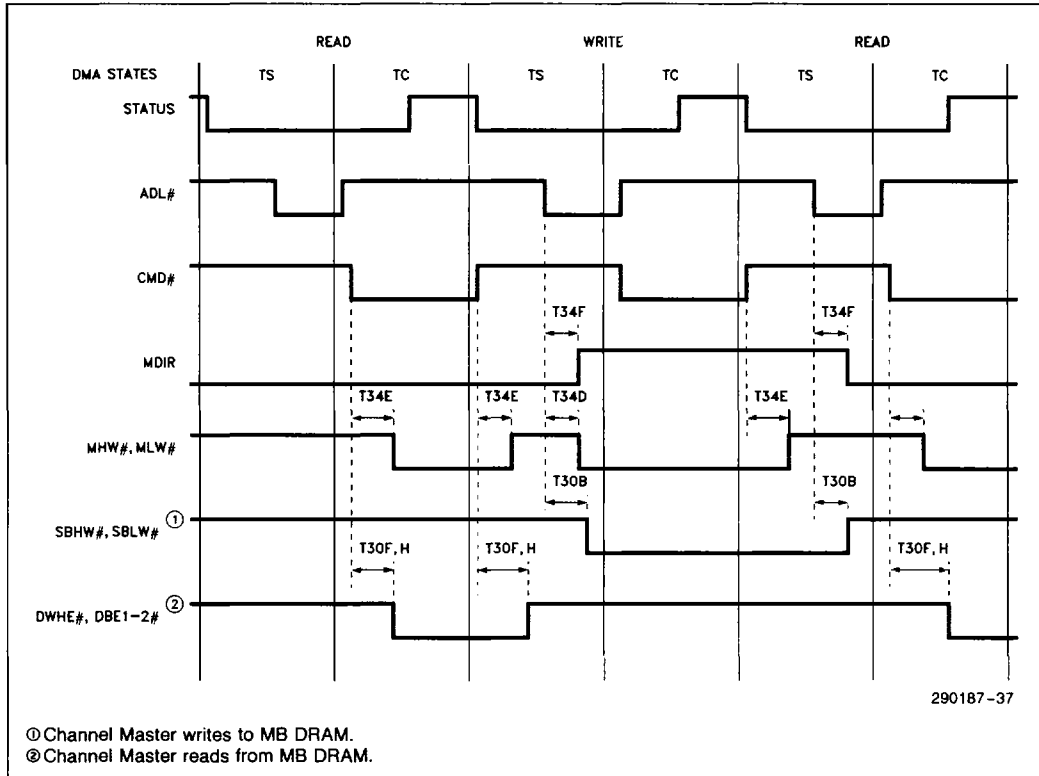 READ WRITE READ
DMA STATES TS TC TS TC TS TC
STATUS
ADL#
CMD#
T34F T34F
MDIR
T34E T34E T34D T34E
MHW#, MLW#
T30B T30B
SBHW#, SBLW# ①
T30F, H T30F, H T30F, H
DWHE#, DBE1-2# ②
290187-37
① Channel Master writes to MB DRAM.
② Channel Master reads from MB DRAM.